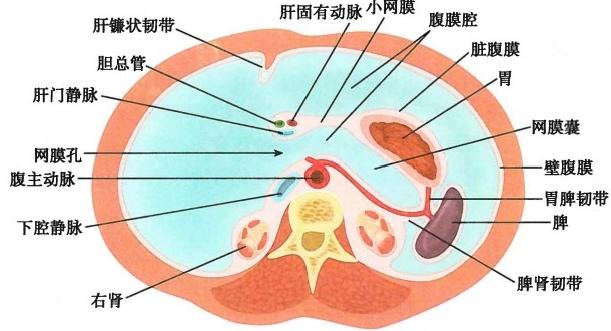 肝固有动脉
小网膜
腹膜腔
肝镰状韧带
脏腹膜
胆总管
胃
肝门静脉
网膜囊
网膜孔
壁腹膜
腹主动脉
胃脾韧带
下腔静脉
脾
脾肾韧带
右肾